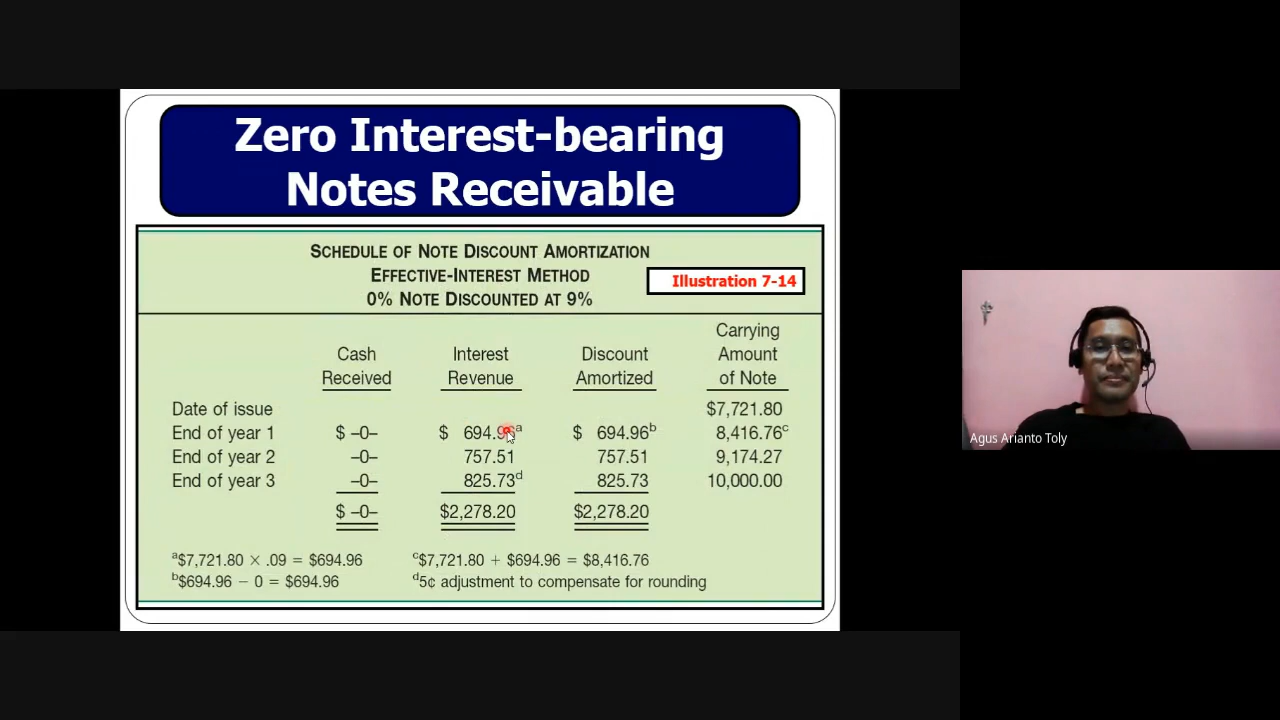 Zero Interest-bearing
Notes Receivable
SCHEDULE OF NOTE DISCOUNT AMORTIZATION
EFFECTIVE-INTEREST METHOD
0% NOTE DISCOUNTED AT 9%
Illustration 7-14
Cash Received Interest Revenue Discount Amortized Carrying Amount of Note
Date of issue $7,721.80
End of year 1 $ –0– $ 694.96a $ 694.96b 8,416.76c
End of year 2 –0– 757.51 757.51 9,174.27
End of year 3 –0– 825.73d 825.73 10,000.00
$ –0– $2,278.20 $2,278.20
a$7,721.80 × .09 = $694.96 c$7,721.80 + $694.96 = $8,416.76
b$694.96 − 0 = $694.96 d5¢ adjustment to compensate for rounding
Agus Arianto Toly